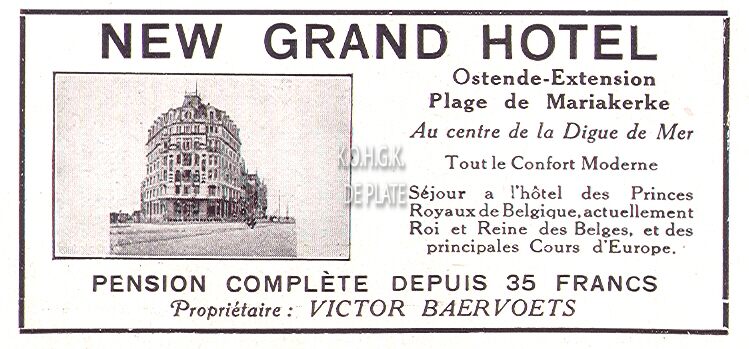 NEW GRAND HOTEL
Ostende-Extension
Plage de Mariakerke
Au centre de la Digue de Mer
Tout le Confort Moderne
Séjour a l'hôtel des Princes
Royaux de Belgique, actuellement
Roi et Reine des Belges, et des
principales Cours d'Europe.
K.O.H.G.K.
DE PLATE
PENSION COMPLÈTE DEPUIS 35 FRANCS
Propriétaire : VICTOR BAERVOETS